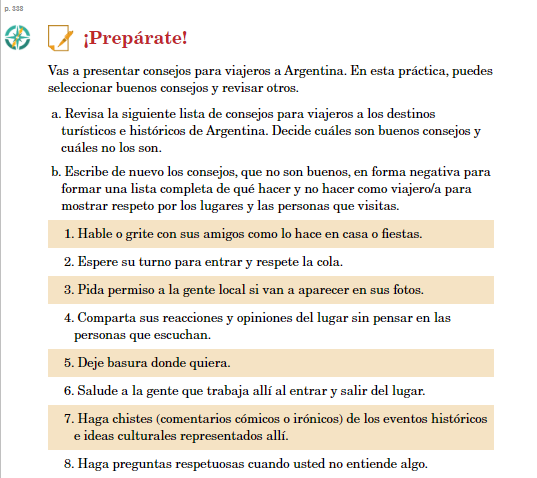 p. 338
¡Prepárate!
Vas a presentar consejos para viajeros a Argentina. En esta práctica, puedes
seleccionar buenos consejos y revisar otros.
a. Revisa la siguiente lista de consejos para viajeros a los destinos
turísticos e históricos de Argentina. Decide cuáles son buenos consejos y
cuáles no los son.
b. Escribe de nuevo los consejos, que no son buenos, en forma negativa para
formar una lista completa de qué hacer y no hacer como viajero/a para
mostrar respeto por los lugares y las personas que visitas.
1. Hable o grite con sus amigos como lo hace en casa o fiestas.
2. Espere su turno para entrar y respete la cola.
3. Pida permiso a la gente local si van a aparecer en sus fotos.
4. Comparta sus reacciones y opiniones del lugar sin pensar en las
personas que escuchan.
5. Deje basura donde quiera.
6. Salude a la gente que trabaja allí al entrar y salir del lugar.
7. Haga chistes (comentarios cómicos o irónicos) de los eventos históricos
e ideas culturales representados allí.
8. Haga preguntas respetuosas cuando usted no entiende algo.